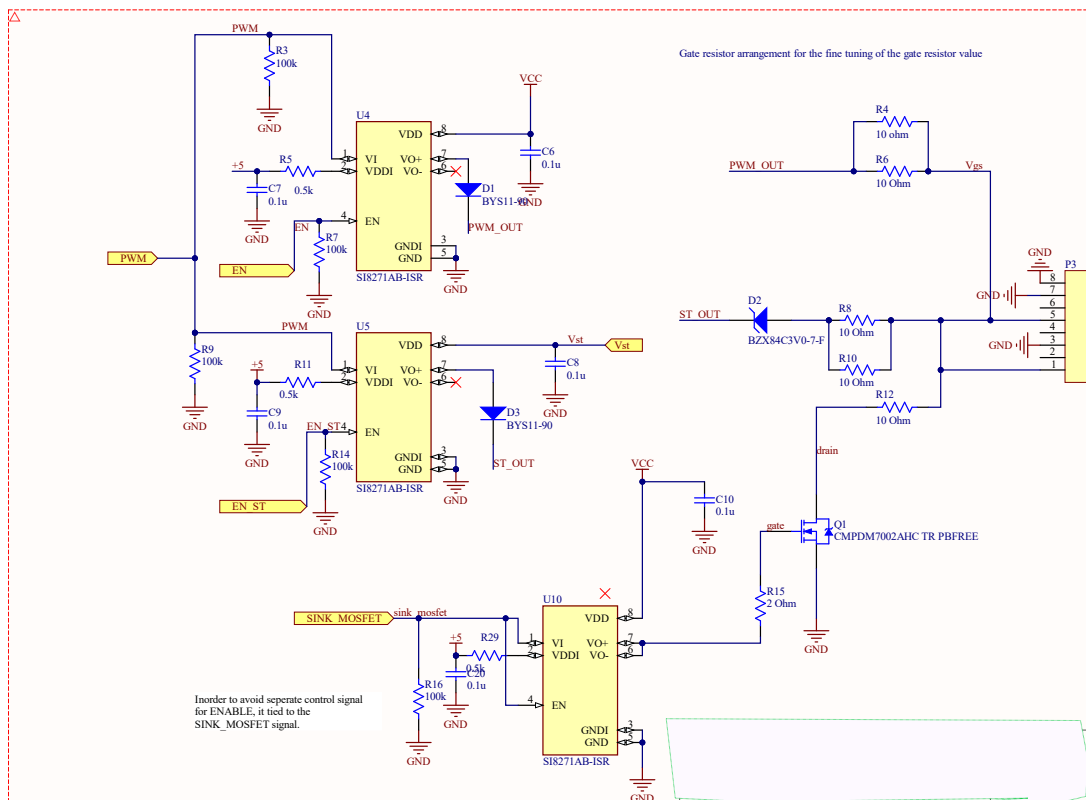 PWM
R3
100k
GND
Gate resistor arrangement for the fine tuning of the gate resistor value
VCC
U4
VDD
8
C6
0.1u
GND
+5
R5
0.5k
C7
0.1u
GND
1
2
VI
VDDI
VO+
VO-
7
6
D1
BYS11-90
PWM_OUT
EN
4
EN
R7
100k
GND
EN
GNDI
GND
3
5
GND
SI8271AB-ISR
PWM
R4
10 ohm
PWM_OUT
R6
10 Ohm
Vgs
GND
P3
8
7
6
5
4
3
2
1
GND
GND
ST_OUT
D2
BZX84C3V0-7-F
R8
10 Ohm
R10
10 Ohm
R12
10 Ohm
PWM
R9
100k
GND
U5
VDD
8
Vst
Vst
C8
0.1u
GND
+5
R11
0.5k
C9
0.1u
GND
1
2
VI
VDDI
VO+
VO-
7
6
D3
BYS11-90
ST_OUT
EN_ST
4
EN
R14
100k
GND
EN_ST
GNDI
GND
3
5
GND
SI8271AB-ISR
drain
VCC
C10
0.1u
GND
gate
Q1
CMPDM7002AHC TR PBFREE
R15
2 Ohm
GND
SINK_MOSFET
sink_mosfet
U10
VDD
8
+5
R29
0.5k
C20
0.1u
GND
R16
100k
GND
1
2
VI
VDDI
VO+
VO-
7
6
4
EN
GNDI
GND
3
5
GND
SI8271AB-ISR
Inorder to avoid seperate control signal
for ENABLE, it tied to the
SINK_MOSFET signal.